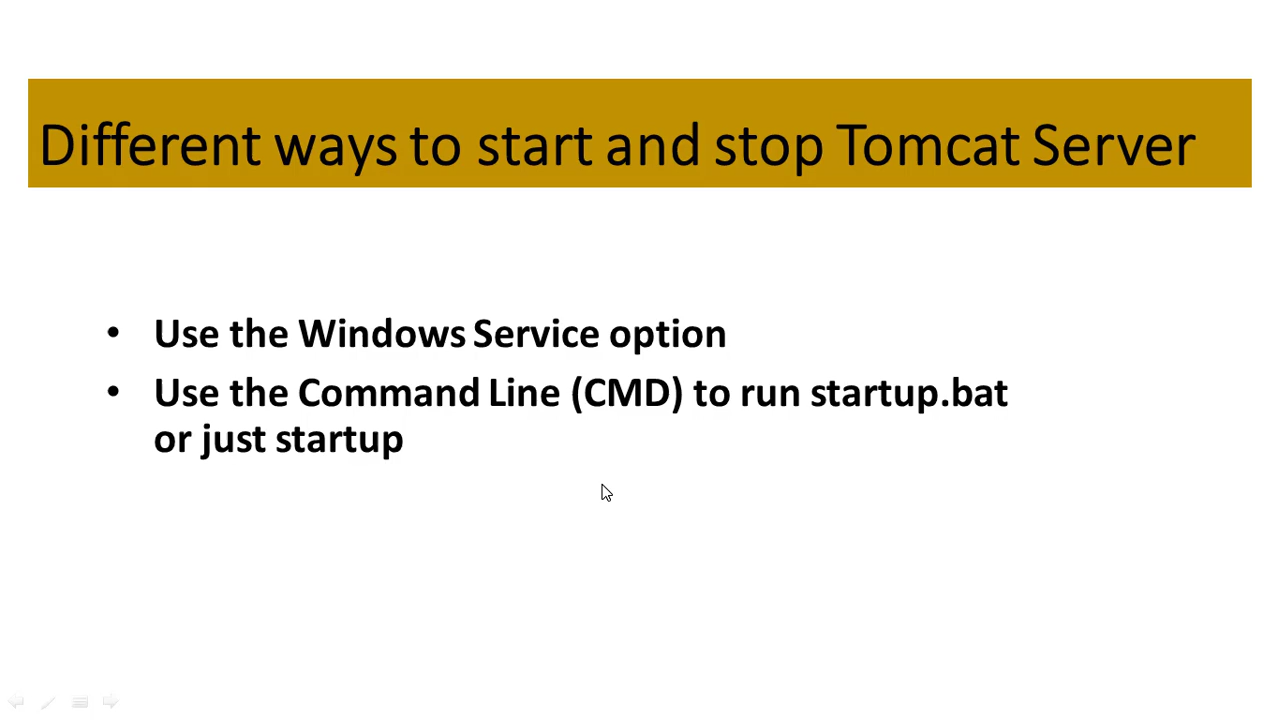 Different ways to start and stop Tomcat Server
• Use the Windows Service option
• Use the Command Line (CMD) to run startup.bat
or just startup